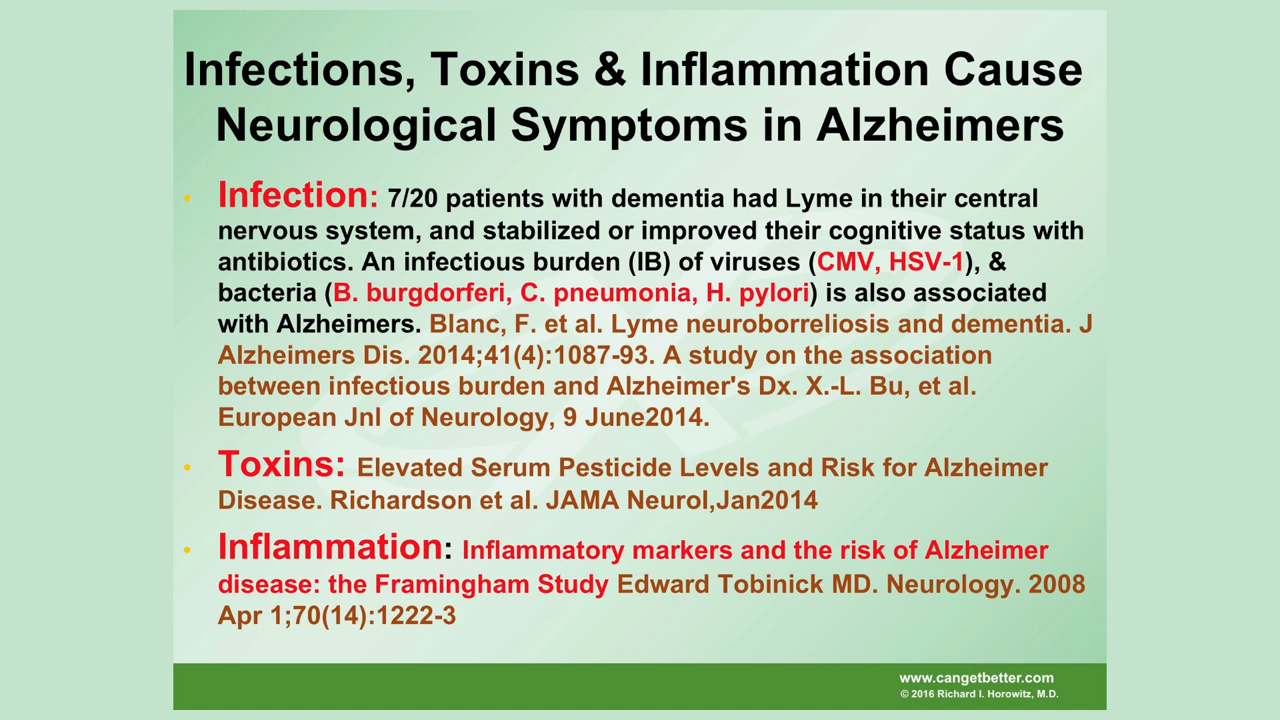 Infections, Toxins & Inflammation Cause
Neurological Symptoms in Alzheimers
• Infection: 7/20 patients with dementia had Lyme in their central
nervous system, and stabilized or improved their cognitive status with
antibiotics. An infectious burden (IB) of viruses (CMV, HSV-1), &
bacteria (B. burgdorferi, C. pneumonia, H. pylori) is also associated
with Alzheimers. Blanc, F. et al. Lyme neuroborreliosis and dementia. J
Alzheimers Dis. 2014;41(4):1087-93. A study on the association
between infectious burden and Alzheimer's Dx. X.-L. Bu, et al.
European Jnl of Neurology, 9 June2014.
• Toxins: Elevated Serum Pesticide Levels and Risk for Alzheimer
Disease. Richardson et al. JAMA Neurol,Jan2014
• Inflammation: Inflammatory markers and the risk of Alzheimer
disease: the Framingham Study Edward Tobinick MD. Neurology. 2008
Apr 1;70(14):1222-3
www.cangetbetter.com
© 2016 Richard I. Horowitz, M.D.